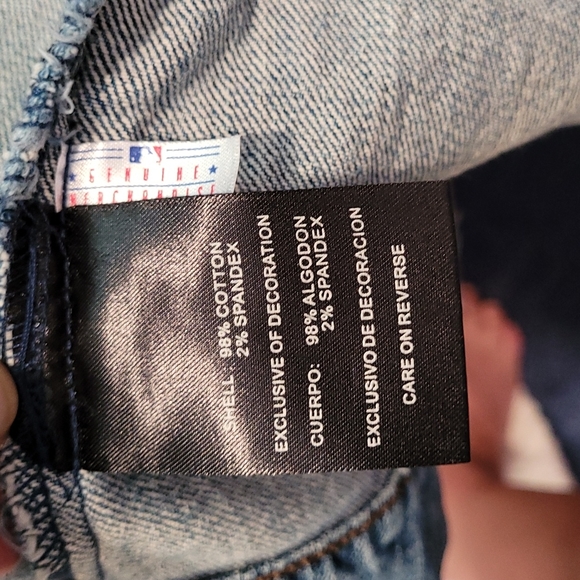 GENUINE
MERCHANDISE
SHELL: 98% COTTON
2% SPANDEX
EXCLUSIVE OF DECORATION
CUERPO: 98% ALGODON
2% SPANDEX
EXCLUSIVO DE DECORACION
CARE ON REVERSE